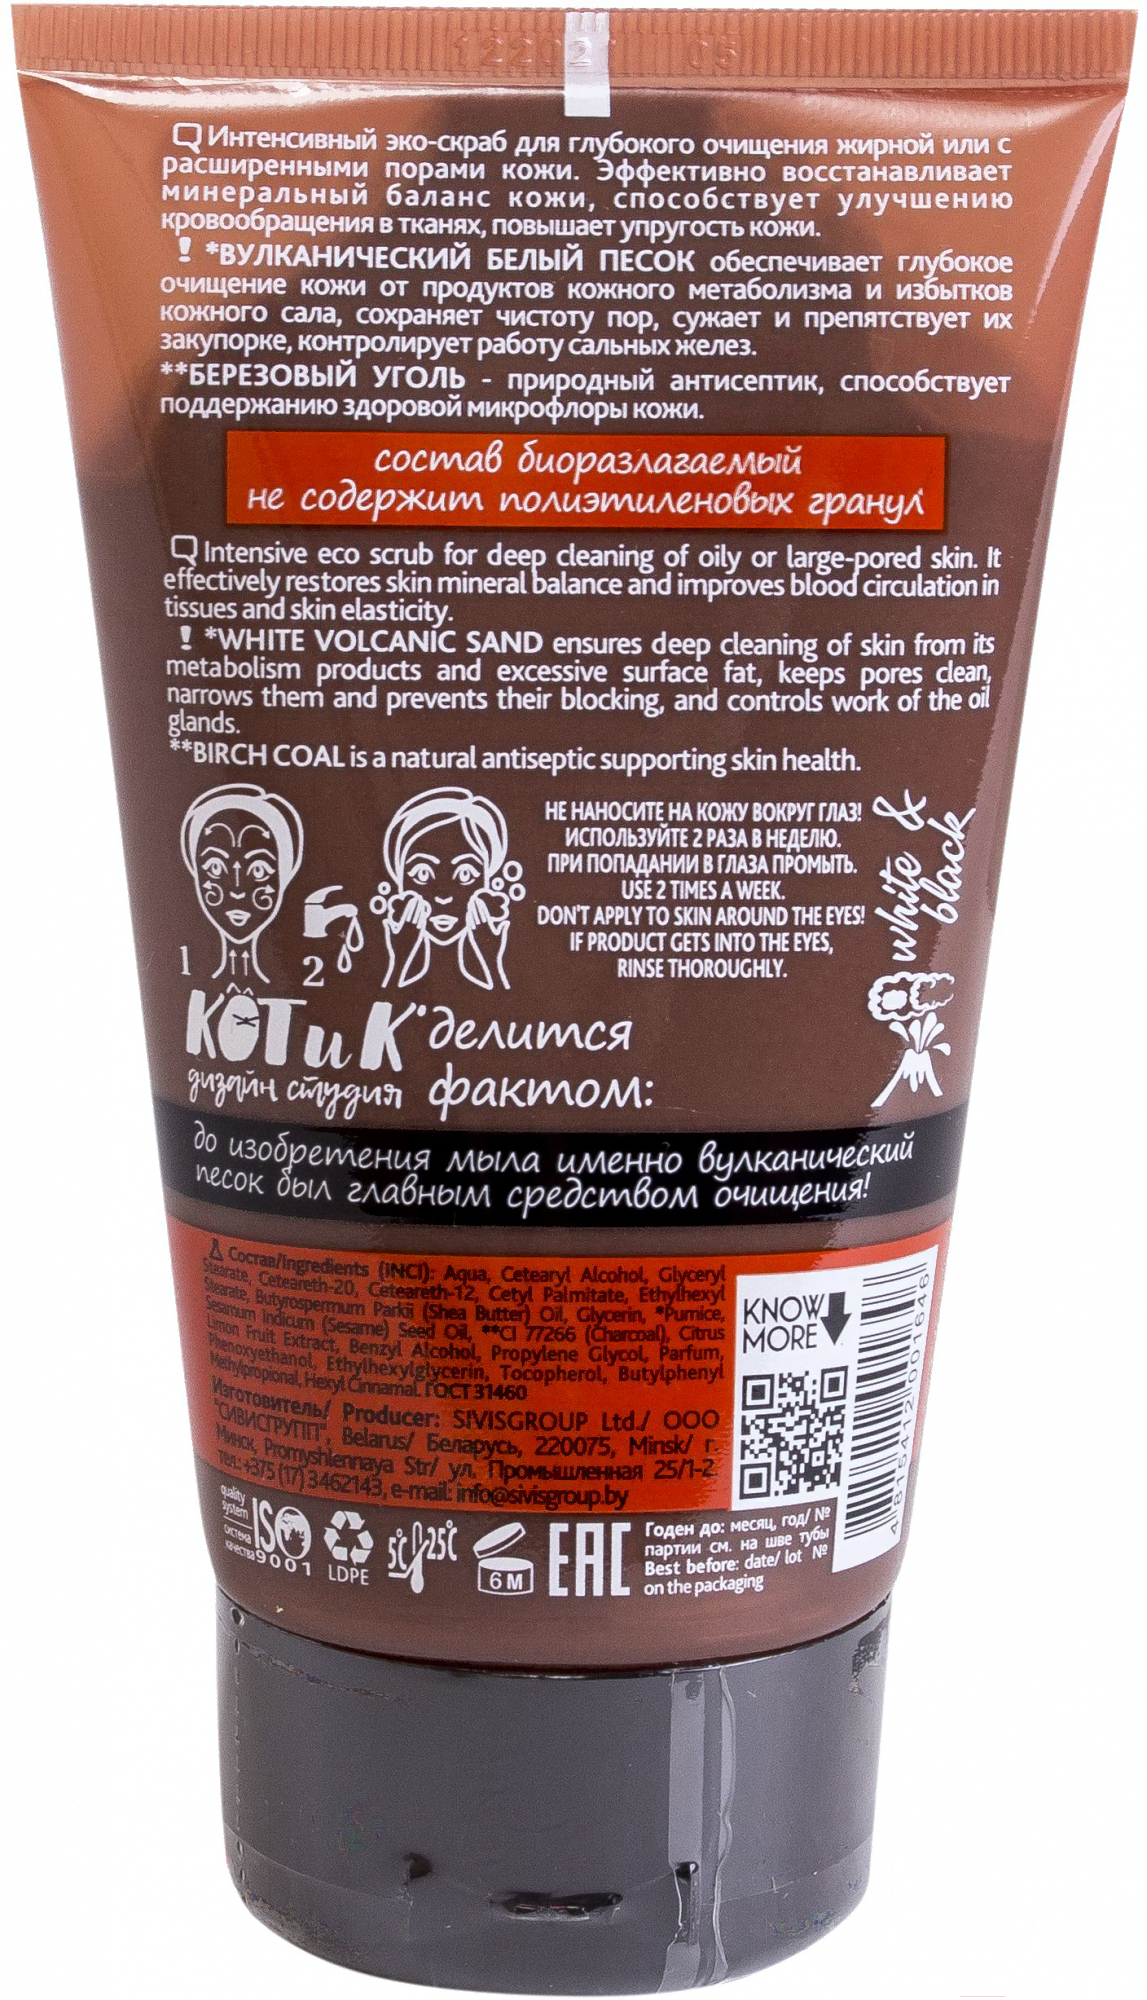 Интенсивный эко-скраб для глубокого очищения жирной или с
расширенными порами кожи. Эффективно восстанавливает
минеральный баланс кожи, способствует улучшению
кровообращения в тканях, повышает упругость кожи.
! *ВУЛКАНИЧЕСКИЙ БЕЛЫЙ ПЕСОК обеспечивает глубокое
очищение кожи от продуктов кожного метаболизма и избытков
кожного сала, сохраняет чистоту пор, сужает и препятствует их
закупорке, контролирует работу сальных желез.
**БЕРЕЗОВЫЙ УГОЛЬ - природный антисептик, способствует
поддержанию здоровой микрофлоры кожи.
состав биоразлагаемый
не содержит полиэтиленовых гранул
Intensive eco scrub for deep cleaning of oily or large-pored skin. It
effectively restores skin mineral balance and improves blood circulation in
tissues and skin elasticity.
! *WHITE VOLCANIC SAND ensures deep cleaning of skin from its
metabolism products and excessive surface fat, keeps pores clean,
narrows them and prevents their blocking, and controls work of the oil
glands.
**BIRCH COAL is a natural antiseptic supporting skin health.
1
2
НЕ НАНОСИТЕ НА КОЖУ ВОКРУГ ГЛАЗ!
ИСПОЛЬЗУЙТЕ 2 РАЗА В НЕДЕЛЮ.
ПРИ ПОПАДАНИИ В ГЛАЗА ПРОМЫТЬ.
USE 2 TIMES A WEEK.
DON'T APPLY TO SKIN AROUND THE EYES!
IF PRODUCT GETS INTO THE EYES,
RINSE THOROUGHLY.
white &
black
КОТиК делится
дизайн студия фактом:
до изобретения мыла именно вулканический
песок был главным средством очищения!
Состав/Ingredients (INCI): Aqua, Cetearyl Alcohol, Glyceryl
Stearate, Ceteareth-20, Ceteareth-12, Cetyl Palmitate, Ethylhexyl
Stearate, Butyrospermum Parkii (Shea Butter) Oil, Glycerin, *Pumice,
Sesamum Indicum (Sesame) Seed Oil, **CI 77266 (Charcoal), Citrus
Limon Fruit Extract, Benzyl Alcohol, Propylene Glycol, Parfum,
Phenoxyethanol, Ethylhexylglycerin, Tocopherol, Butylphenyl
Methylpropional, Hexyl Cinnamal. ГОСТ 31460
Изготовитель/ Producer: SIVISGROUP Ltd./ ООО
"СИВИСГРУПП", Belarus/ Беларусь, 220075, Minsk/ г.
Минск, Promyshlennaya Str/ ул. Промышленная 25/1-2.
тел.: +375 (17) 3462143, e-mail: info@sivisgroup.by
KNOW
MORE
4 815412 001646
quality
system
система
качества
ISO
9001
LDPE
5°C 25°C
6 M
EAC
Годен до: месяц, год/ №
партии см. на шве тубы
Best before: date/ lot №
on the packaging